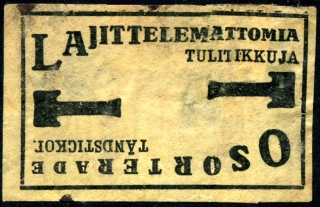 LAJITTELEMATTOMIA
TULITIKKUJA
OSORTERADE
TÄNDSTICKOR